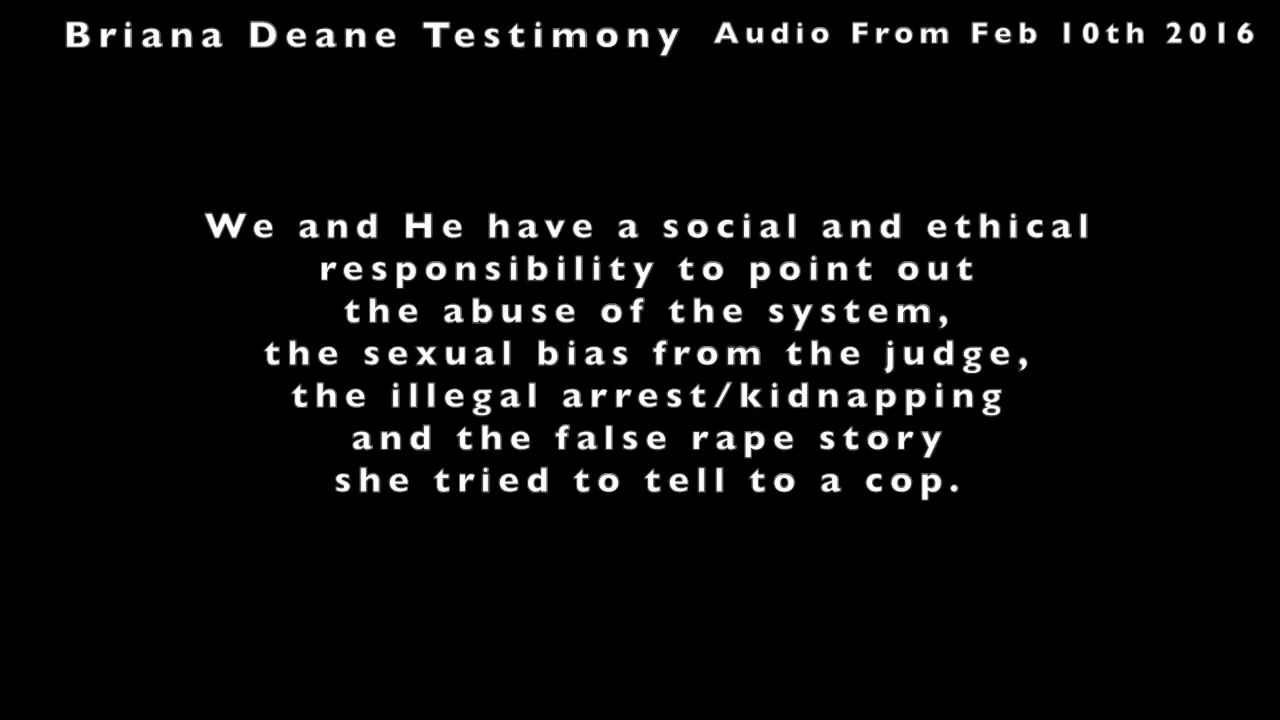 Briana Deane Testimony Audio From Feb 10th 2016
We and He have a social and ethical
responsibility to point out
the abuse of the system,
the sexual bias from the judge,
the illegal arrest/kidnapping
and the false rape story
she tried to tell to a cop.